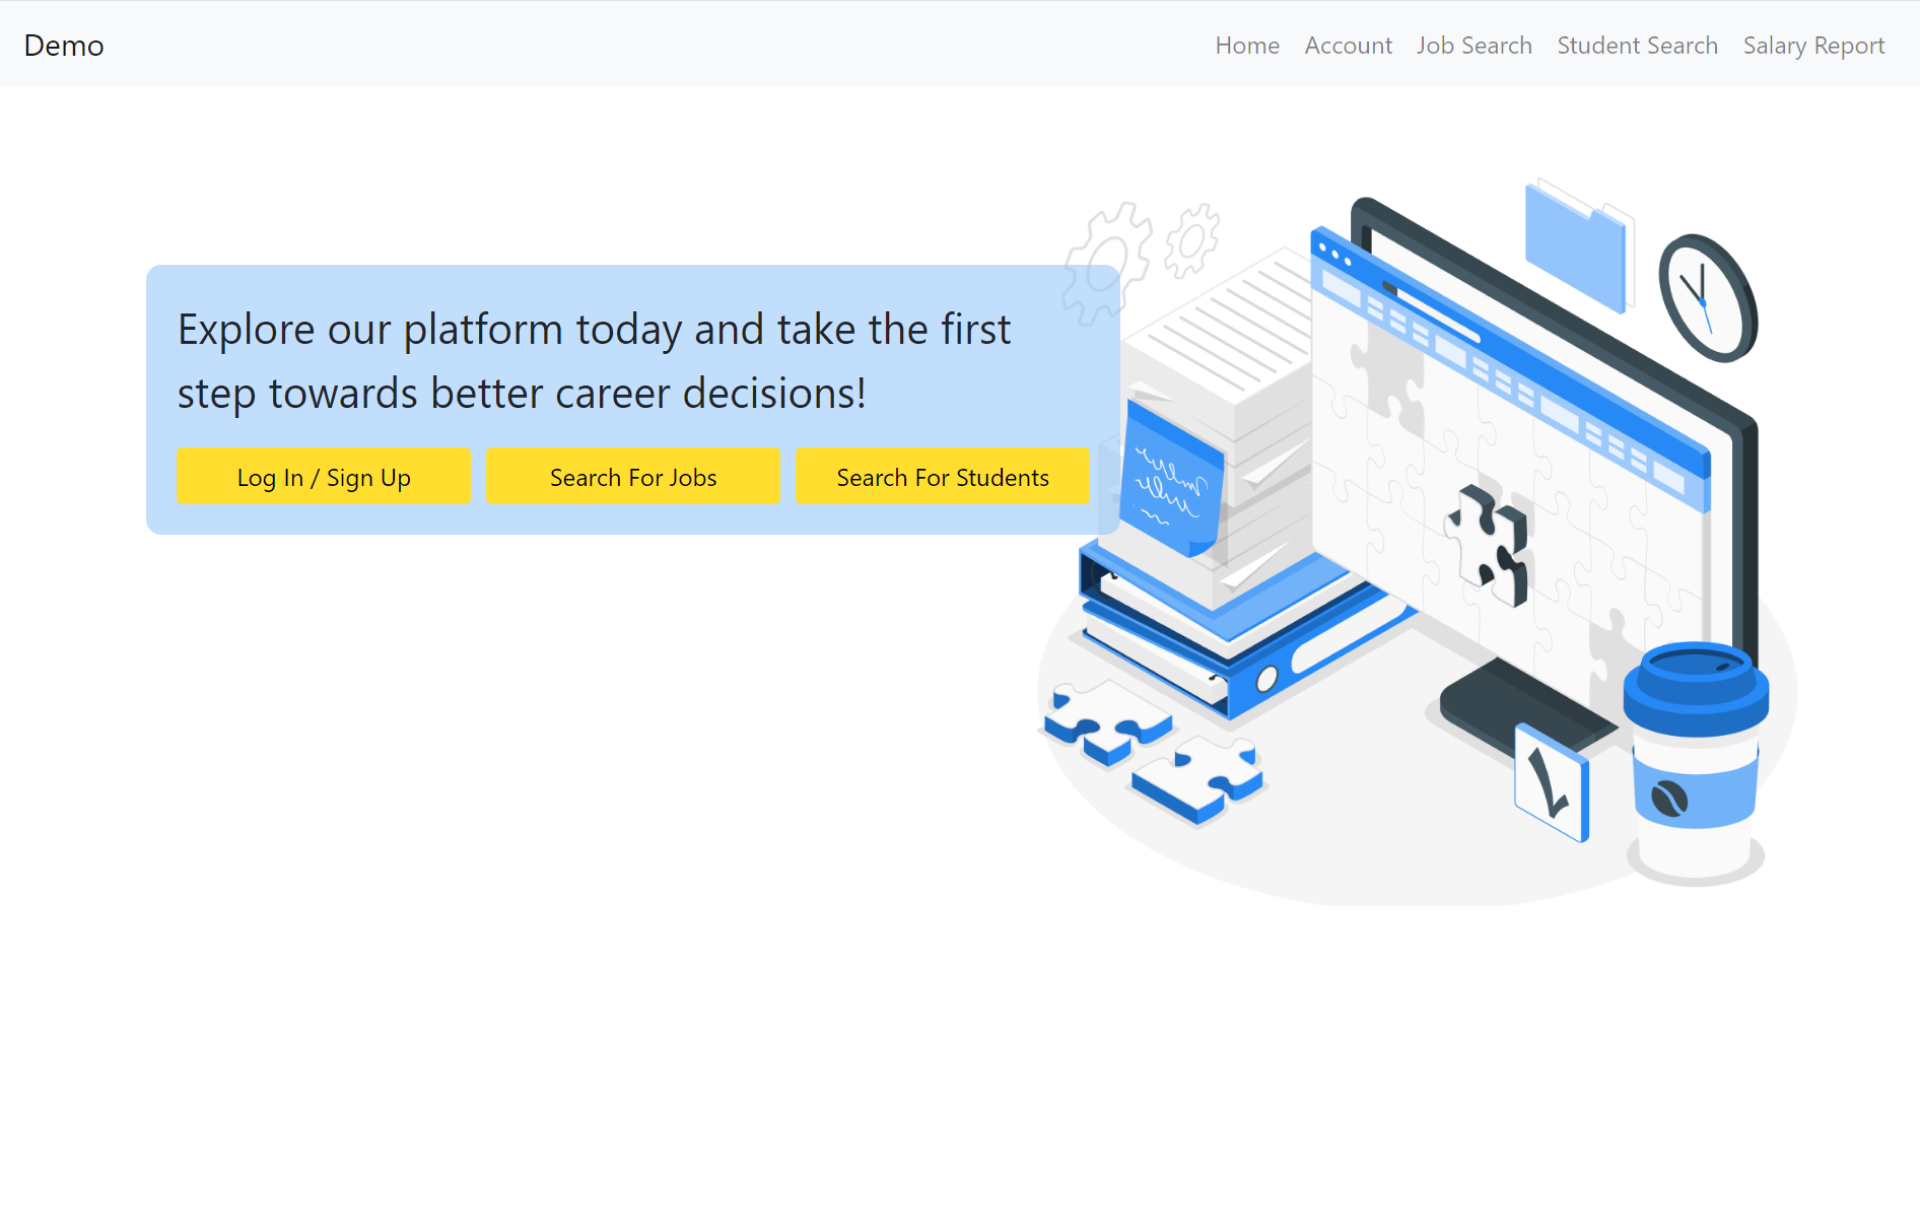 Demo
Home Account Job Search Student Search Salary Report
Explore our platform today and take the first
step towards better career decisions!
Log In / Sign Up Search For Jobs Search For Students